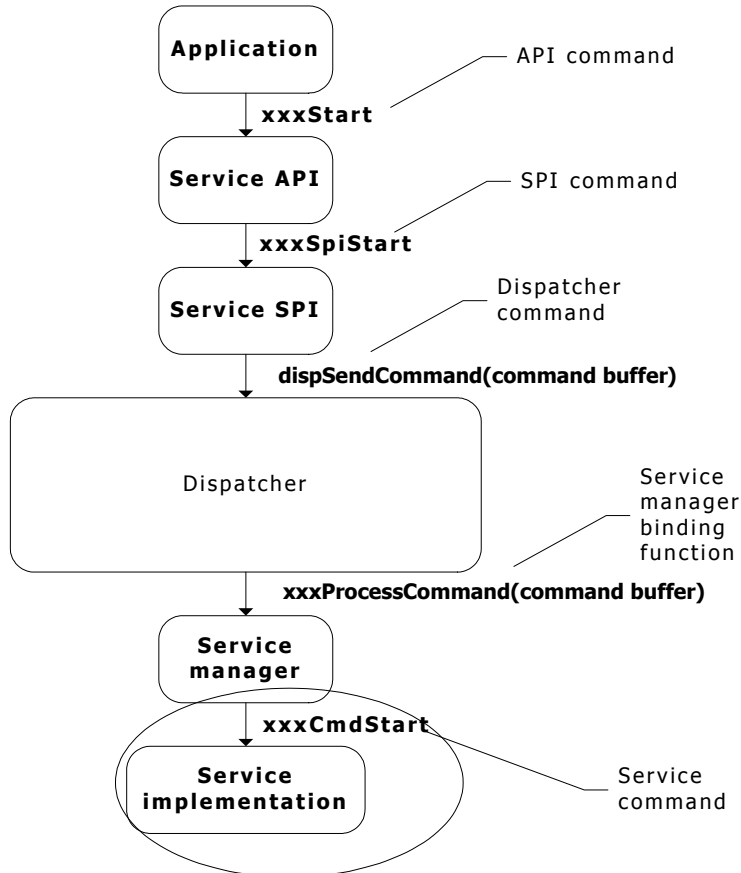 Application
API command
xxxStart
Service API
SPI command
xxxSpiStart
Service SPI
Dispatcher
command
dispSendCommand(command buffer)
Dispatcher
Service
manager
binding
function
xxxProcessCommand(command buffer)
Service
manager
xxxCmdStart
Service
implementation
Service
command